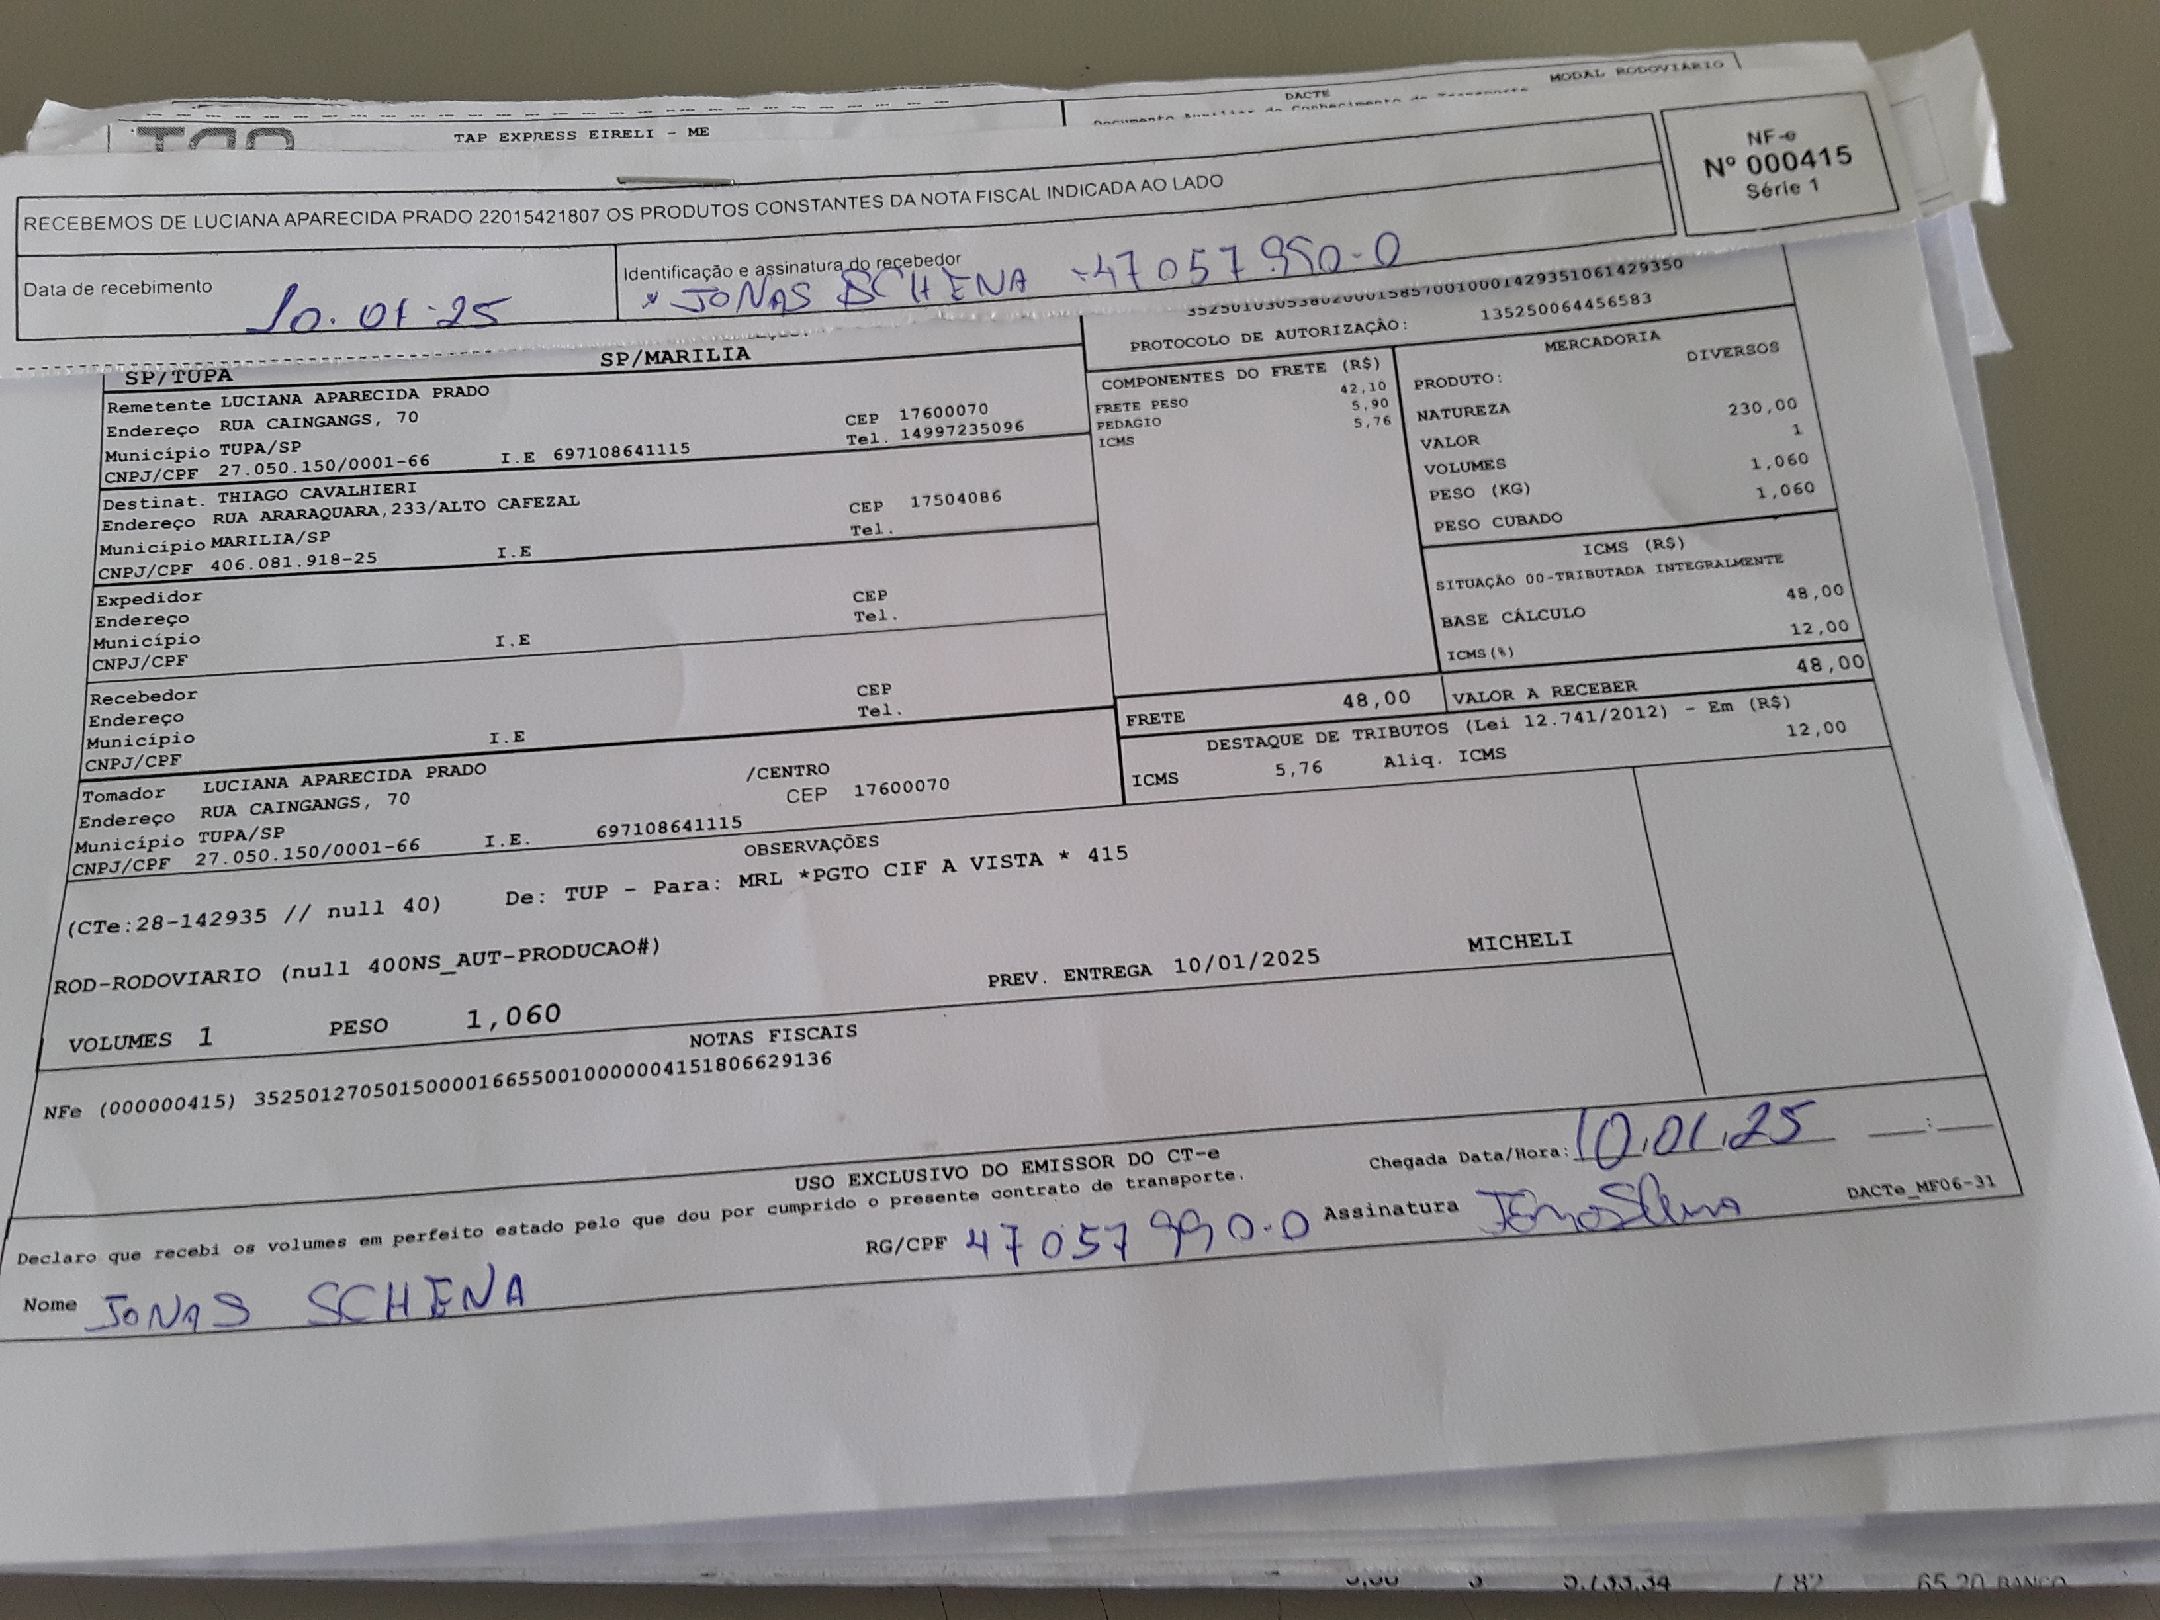 DACTE
MODAL RODOVIÁRIO
TAP EXPRESS EIRELI - ME
NF-e
Nº 000415
Série 1
RECEBEMOS DE LUCIANA APARECIDA PRADO 22015421807 OS PRODUTOS CONSTANTES DA NOTA FISCAL INDICADA AO LADO
Data de recebimento
10.01.25
Identificação e assinatura do recebedor
JONAS SCHENA -47057990-0
PROTOCOLO DE AUTORIZAÇÃO: 135250064456583
SP/TUPA SP/MARILIA
Remetente LUCIANA APARECIDA PRADO
Endereço RUA CAINGANGS, 70 CEP 17600070
Município TUPA/SP Tel. 14997235096
CNPJ/CPF 27.050.150/0001-66 I.E 697108641115
Destinat. THIAGO CAVALHIERI
Endereço RUA ARARAQUARA,233/ALTO CAFEZAL CEP 17504086
Município MARILIA/SP Tel.
CNPJ/CPF 406.081.918-25 I.E
Expedidor
Endereço CEP
Município Tel.
CNPJ/CPF I.E
Recebedor
Endereço CEP
Município Tel.
CNPJ/CPF I.E
Tomador LUCIANA APARECIDA PRADO /CENTRO
Endereço RUA CAINGANGS, 70 CEP 17600070
Município TUPA/SP
CNPJ/CPF 27.050.150/0001-66 I.E. 697108641115
COMPONENTES DO FRETE (R$)
FRETE PESO 42,10
PEDAGIO 5,90
ICMS 5,76
MERCADORIA
PRODUTO: DIVERSOS
NATUREZA
VALOR 230,00
VOLUMES 1
PESO (KG) 1,060
PESO CUBADO 1,060
ICMS (R$)
SITUAÇÃO 00-TRIBUTADA INTEGRALMENTE
BASE CÁLCULO 48,00
ICMS(%) 12,00
FRETE 48,00 VALOR A RECEBER 48,00
DESTAQUE DE TRIBUTOS (Lei 12.741/2012) - Em (R$)
ICMS 5,76 Aliq. ICMS 12,00
OBSERVAÇÕES
(CTe:28-142935 // null 40) De: TUP - Para: MRL *PGTO CIF A VISTA * 415
ROD-RODOVIARIO (null 400NS_AUT-PRODUCAO#)
PREV. ENTREGA 10/01/2025 MICHELI
VOLUMES 1 PESO 1,060
NOTAS FISCAIS
NFe (000000415) 35250127050150000166550010000004151806629136
USO EXCLUSIVO DO EMISSOR DO CT-e
Declaro que recebi os volumes em perfeito estado pelo que dou por cumprido o presente contrato de transporte.
Chegada Data/Hora: 10.01.25 __:__
Nome JONAS SCHENA RG/CPF 47057990-0 Assinatura Jonas Schena
DACTe_MF06-31
65,20 BANCO